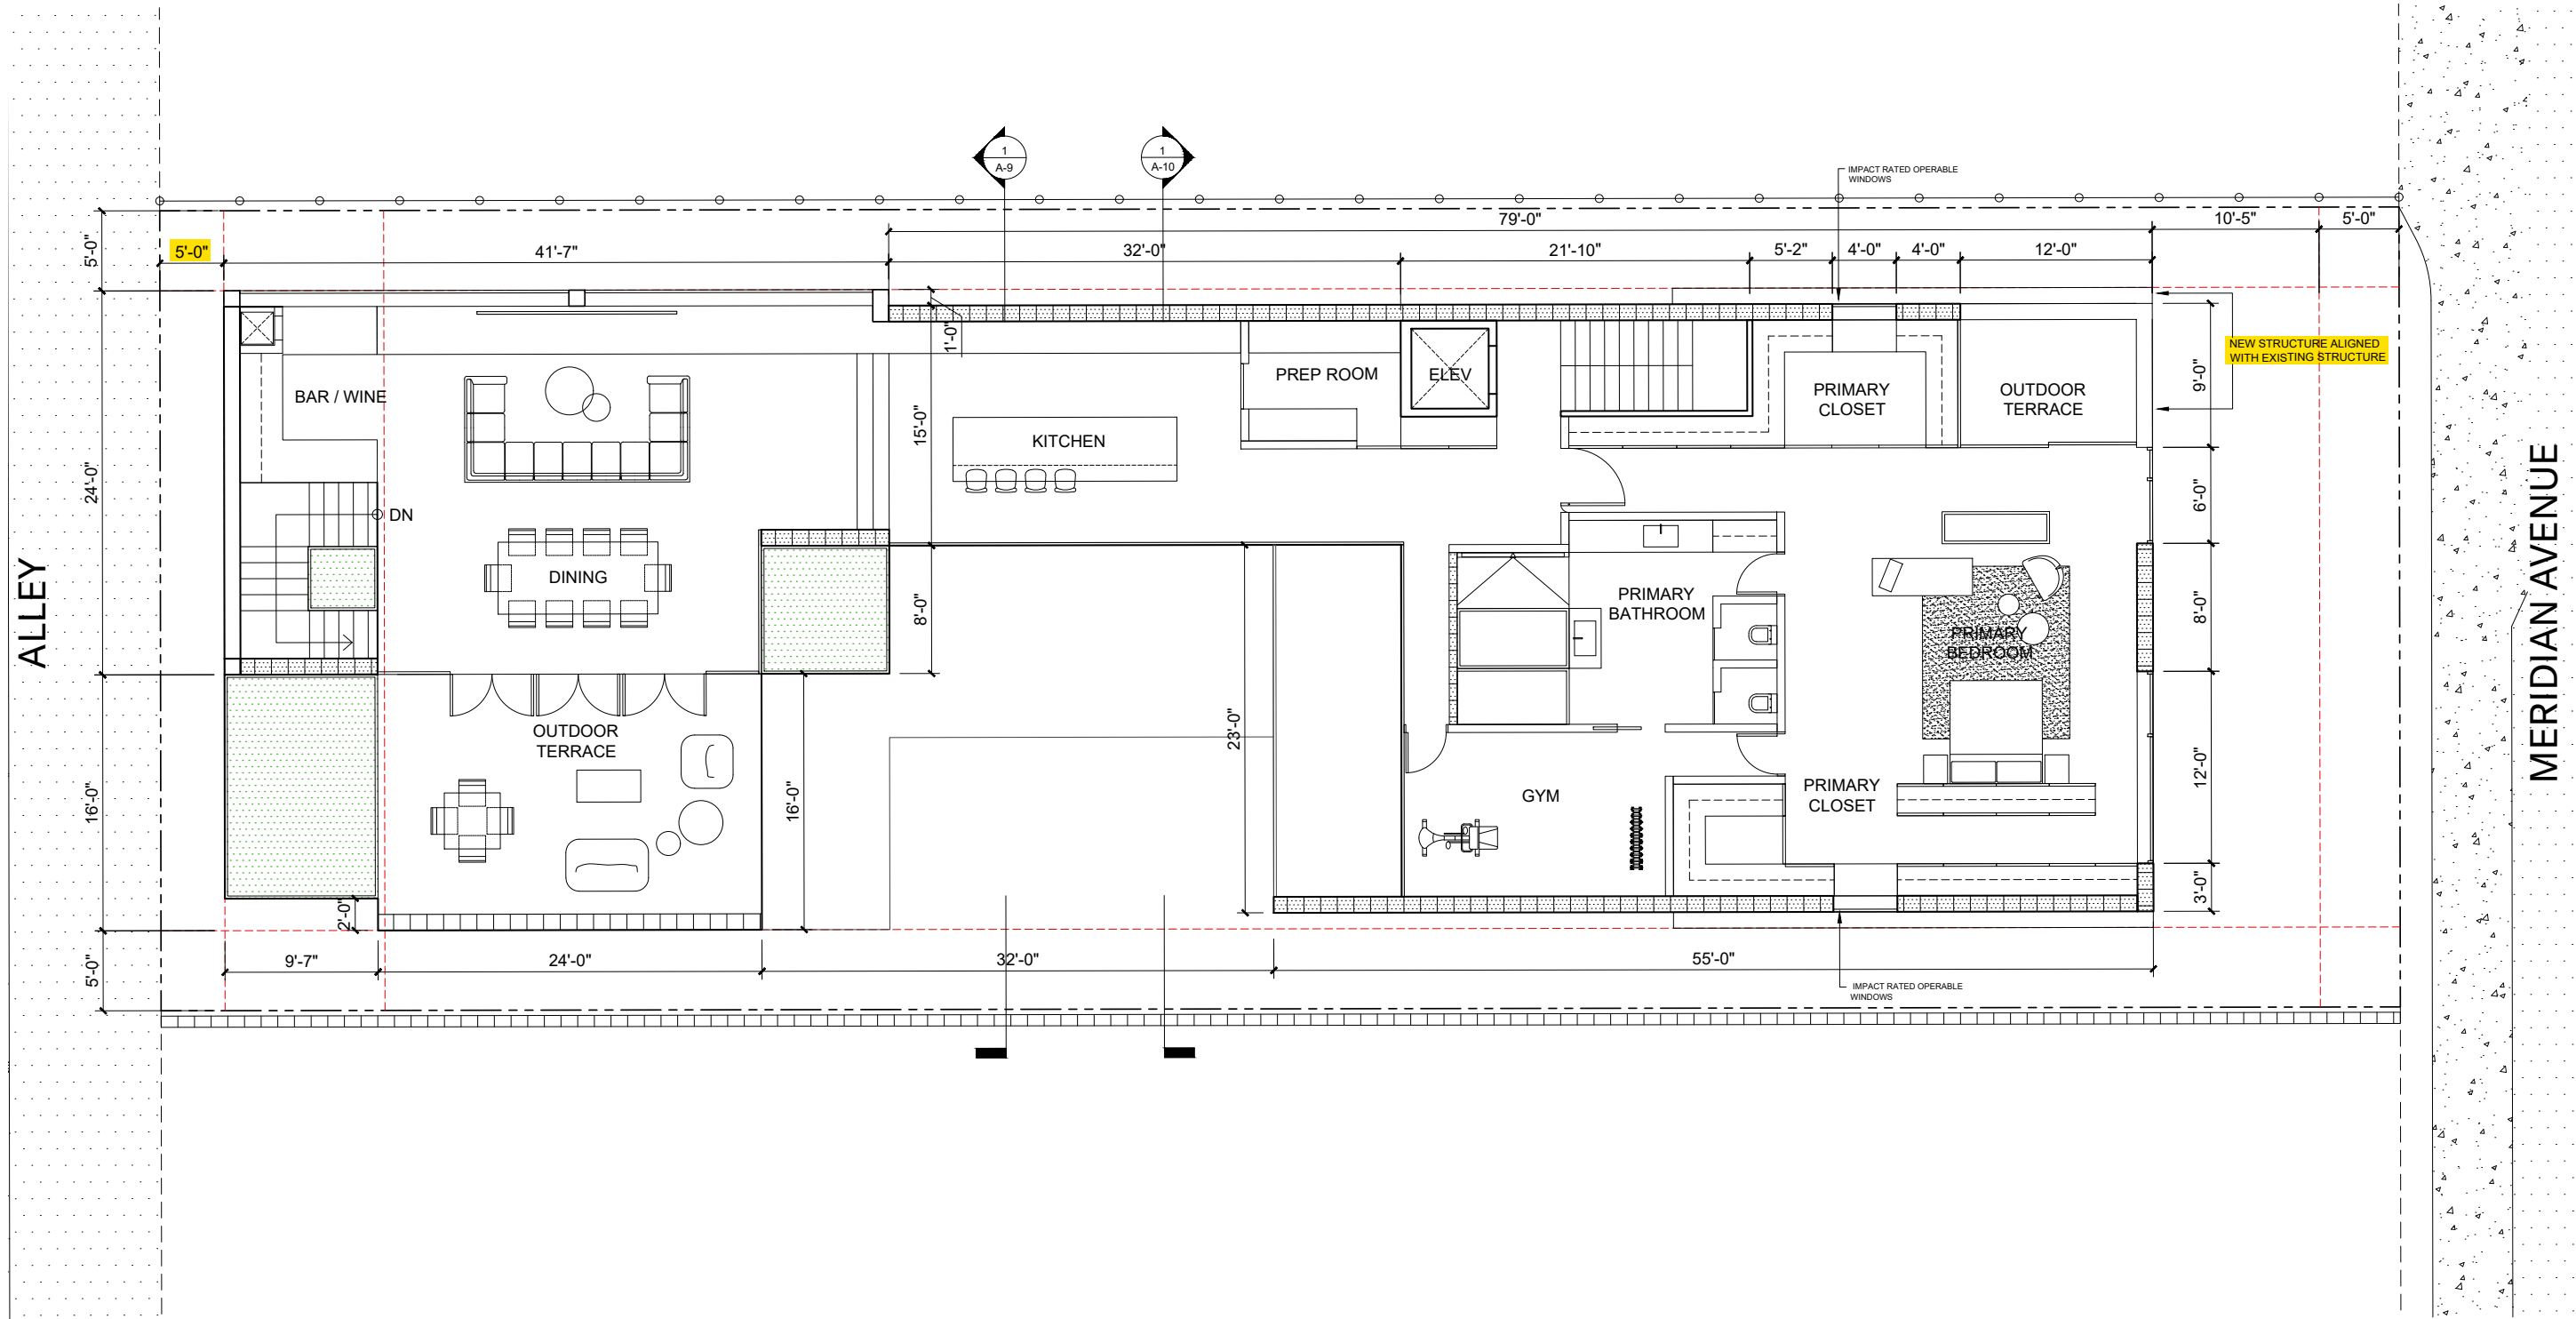 1
A-9
1
A-10
IMPACT RATED OPERABLE
WINDOWS
79'-0"
10'-5"
5'-0"
5'-0"
5'-0"
41'-7"
32'-0"
21'-10"
5'-2"
4'-0"
4'-0"
12'-0"
1'-0"
NEW STRUCTURE ALIGNED
WITH EXISTING STRUCTURE
9'-0"
BAR / WINE
PREP ROOM
ELEV
PRIMARY
CLOSET
OUTDOOR
TERRACE
KITCHEN
15'-0"
24'-0"
6'-0"
DN
DINING
8'-0"
PRIMARY
BATHROOM
8'-0"
PRIMARY
BEDROOM
ALLEY
MERIDIAN AVENUE
OUTDOOR
TERRACE
23'-0"
16'-0"
16'-0"
GYM
PRIMARY
CLOSET
12'-0"
3'-0"
2'-0"
5'-0"
9'-7"
24'-0"
32'-0"
55'-0"
IMPACT RATED OPERABLE
WINDOWS